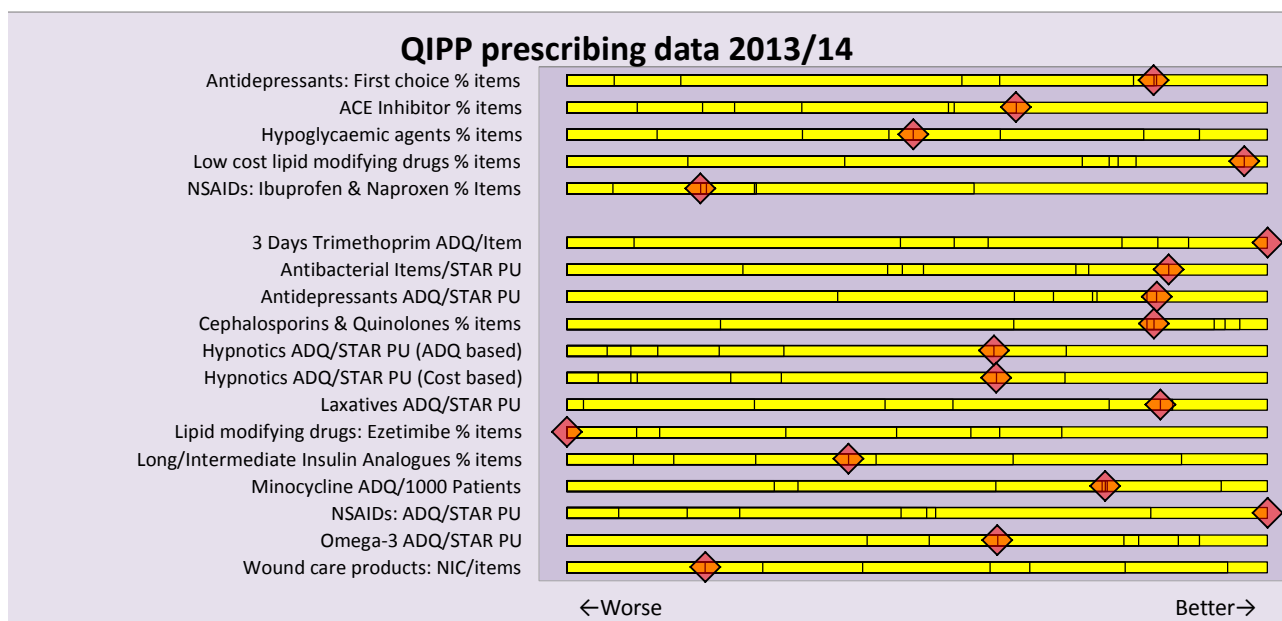 QIPP prescribing data 2013/14
Antidepressants: First choice % items
ACE Inhibitor % items
Hypoglycaemic agents % items
Low cost lipid modifying drugs % items
NSAIDs: Ibuprofen & Naproxen % Items
3 Days Trimethoprim ADQ/Item
Antibacterial Items/STAR PU
Antidepressants ADQ/STAR PU
Cephalosporins & Quinolones % items
Hypnotics ADQ/STAR PU (ADQ based)
Hypnotics ADQ/STAR PU (Cost based)
Laxatives ADQ/STAR PU
Lipid modifying drugs: Ezetimibe % items
Long/Intermediate Insulin Analogues % items
Minocycline ADQ/1000 Patients
NSAIDs: ADQ/STAR PU
Omega-3 ADQ/STAR PU
Wound care products: NIC/items
←Worse Better→